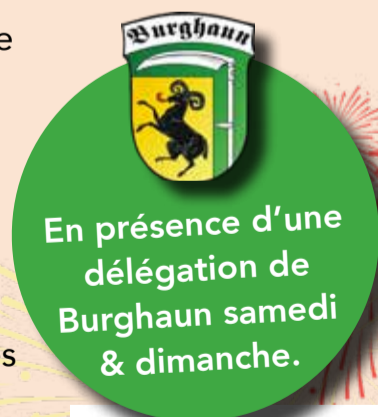 Burghaun
e
En présence d’une
délégation de
Burghaun samedi
& dimanche.
s